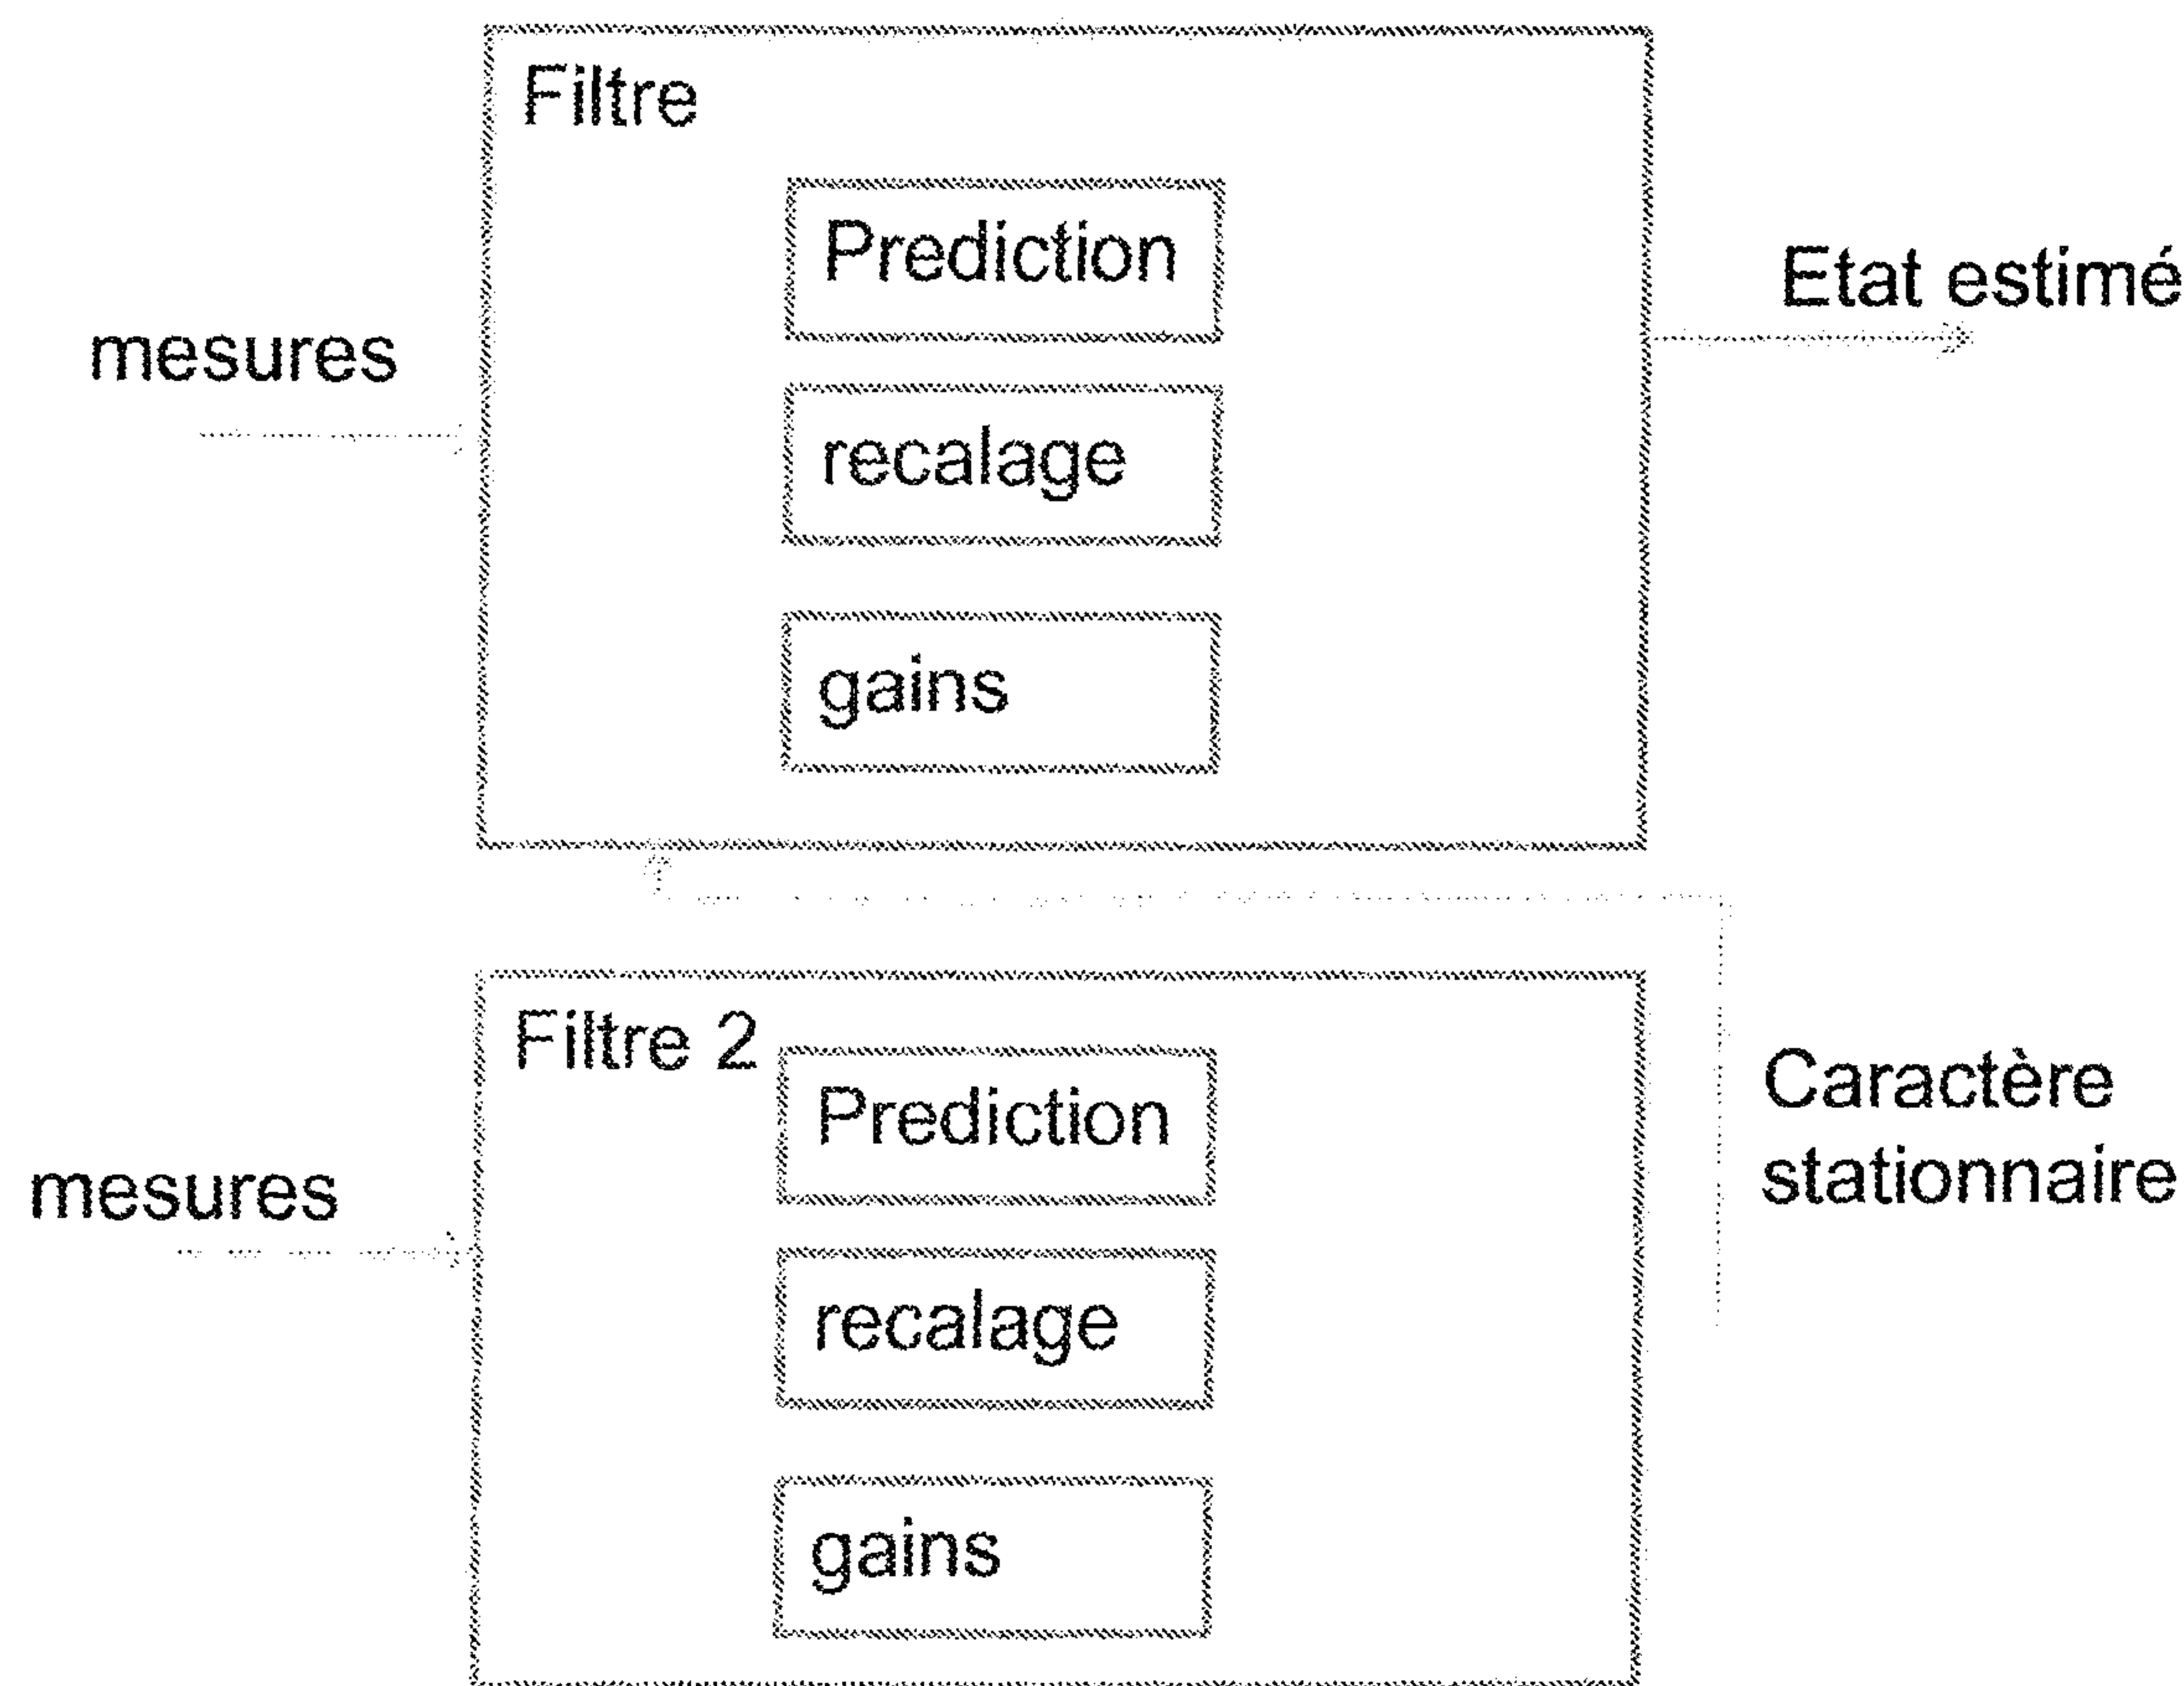 Filtre
Prediction
Etat estimé
mesures
recalage
gains
Filtre 2
Prediction
Caractère
stationnaire
mesures
recalage
gains